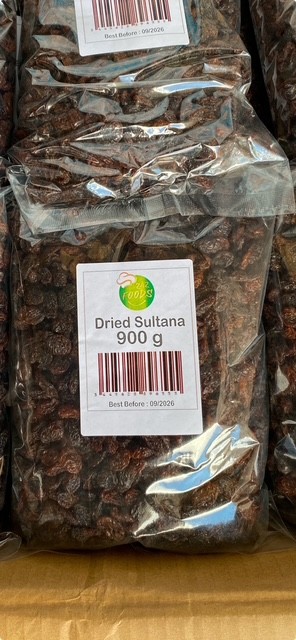 Best Before : 09/2026
FOODS
Dried Sultana
900 g
Best Before : 09/2026